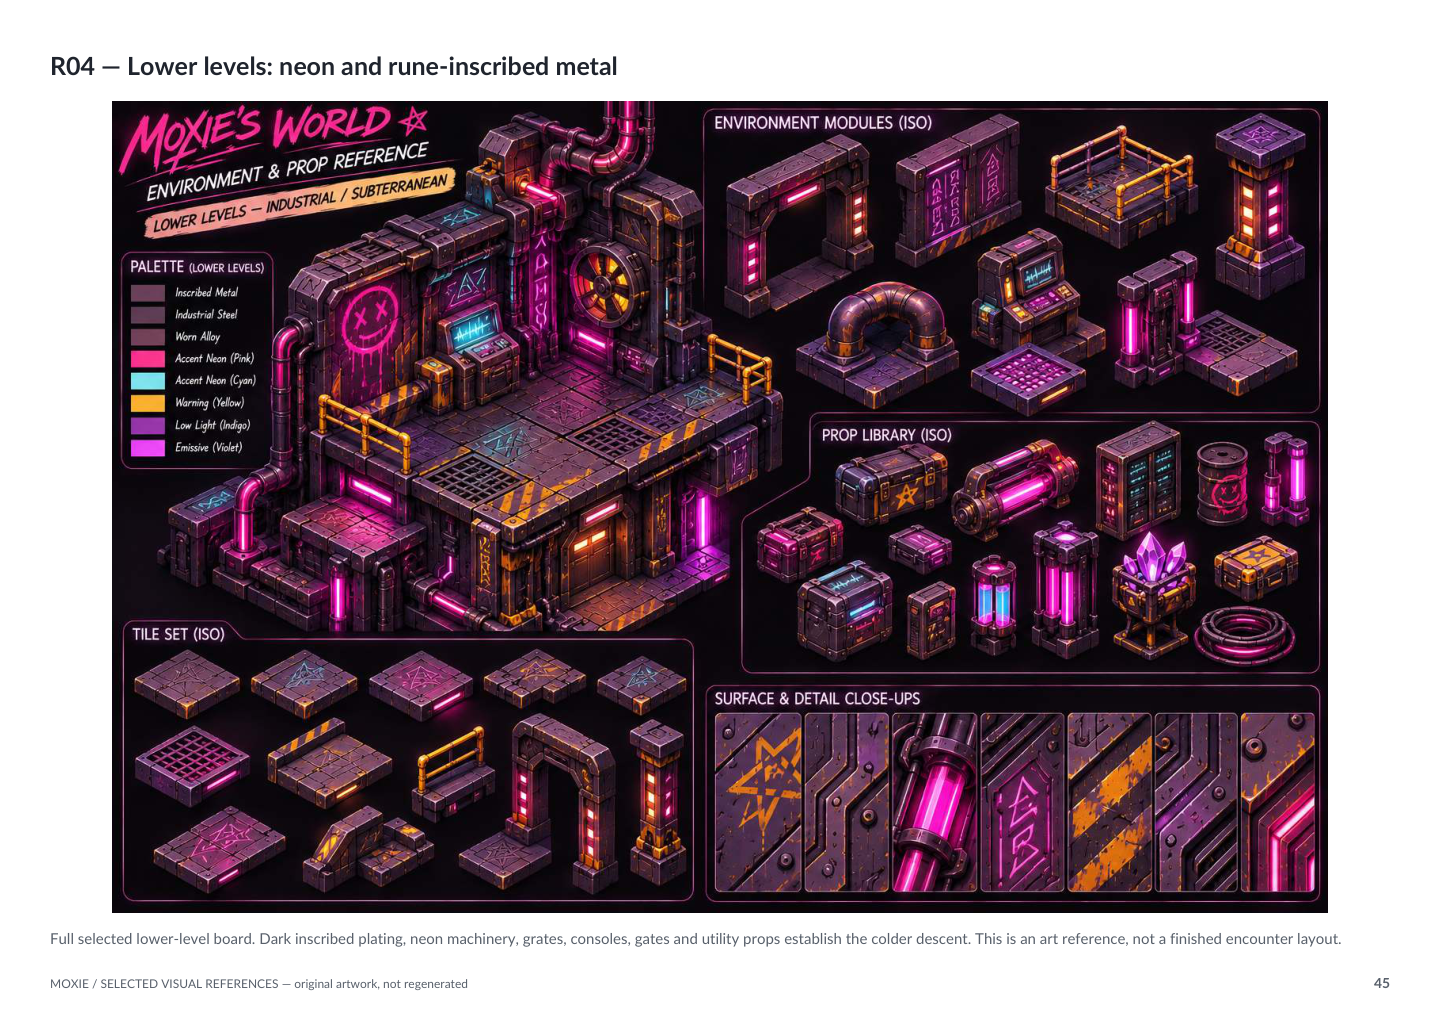 R04 — Lower levels: neon and rune-inscribed metal
MOXIE'S WORLD
ENVIRONMENT & PROP REFERENCE
LOWER LEVELS — INDUSTRIAL / SUBTERRANEAN
PALETTE (LOWER LEVELS)
Inscribed Metal
Industrial Steel
Worn Alloy
Accent Neon (Pink)
Accent Neon (Cyan)
Warning (Yellow)
Low Light (Indigo)
Emissive (Violet)
ENVIRONMENT MODULES (ISO)
PROP LIBRARY (ISO)
TILE SET (ISO)
SURFACE & DETAIL CLOSE-UPS
Full selected lower-level board. Dark inscribed plating, neon machinery, grates, consoles, gates and utility props establish the colder descent. This is an art reference, not a finished encounter layout.
MOXIE / SELECTED VISUAL REFERENCES — original artwork, not regenerated
45